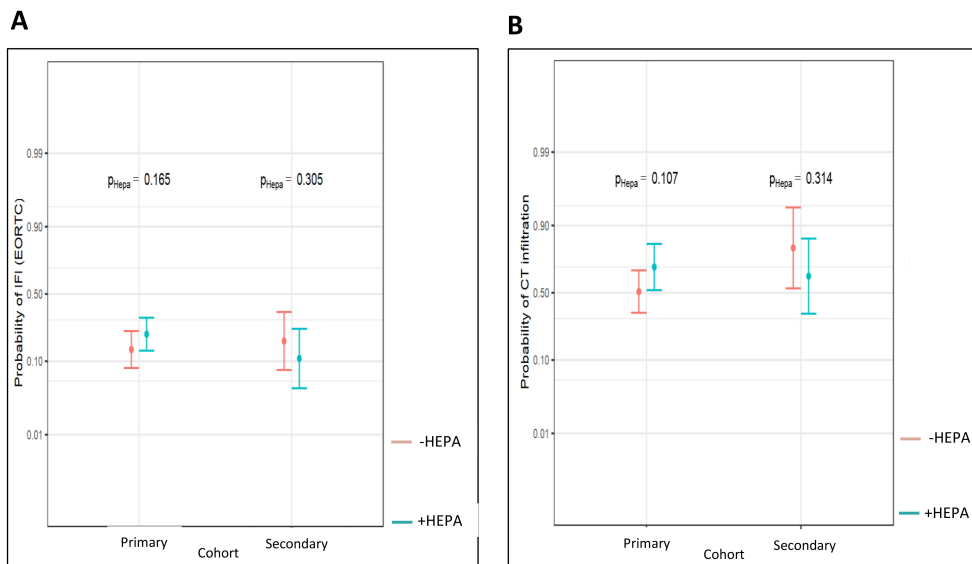 A
Probability of IFI (EORTC)
0.99
0.90
0.50
0.10
0.01
pHepa = 0.165
pHepa = 0.305
-HEPA
+HEPA
Primary
Secondary
Cohort
B
Probability of CT infiltration
0.99
0.90
0.50
0.10
0.01
pHepa = 0.107
pHepa = 0.314
-HEPA
+HEPA
Primary
Secondary
Cohort